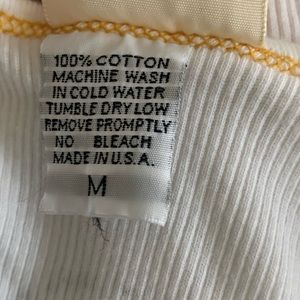 100% COTTON
MACHINE WASH
IN COLD WATER
TUMBLE DRY LOW
REMOVE PROMPTLY
NO BLEACH
MADE IN U.S.A.
M